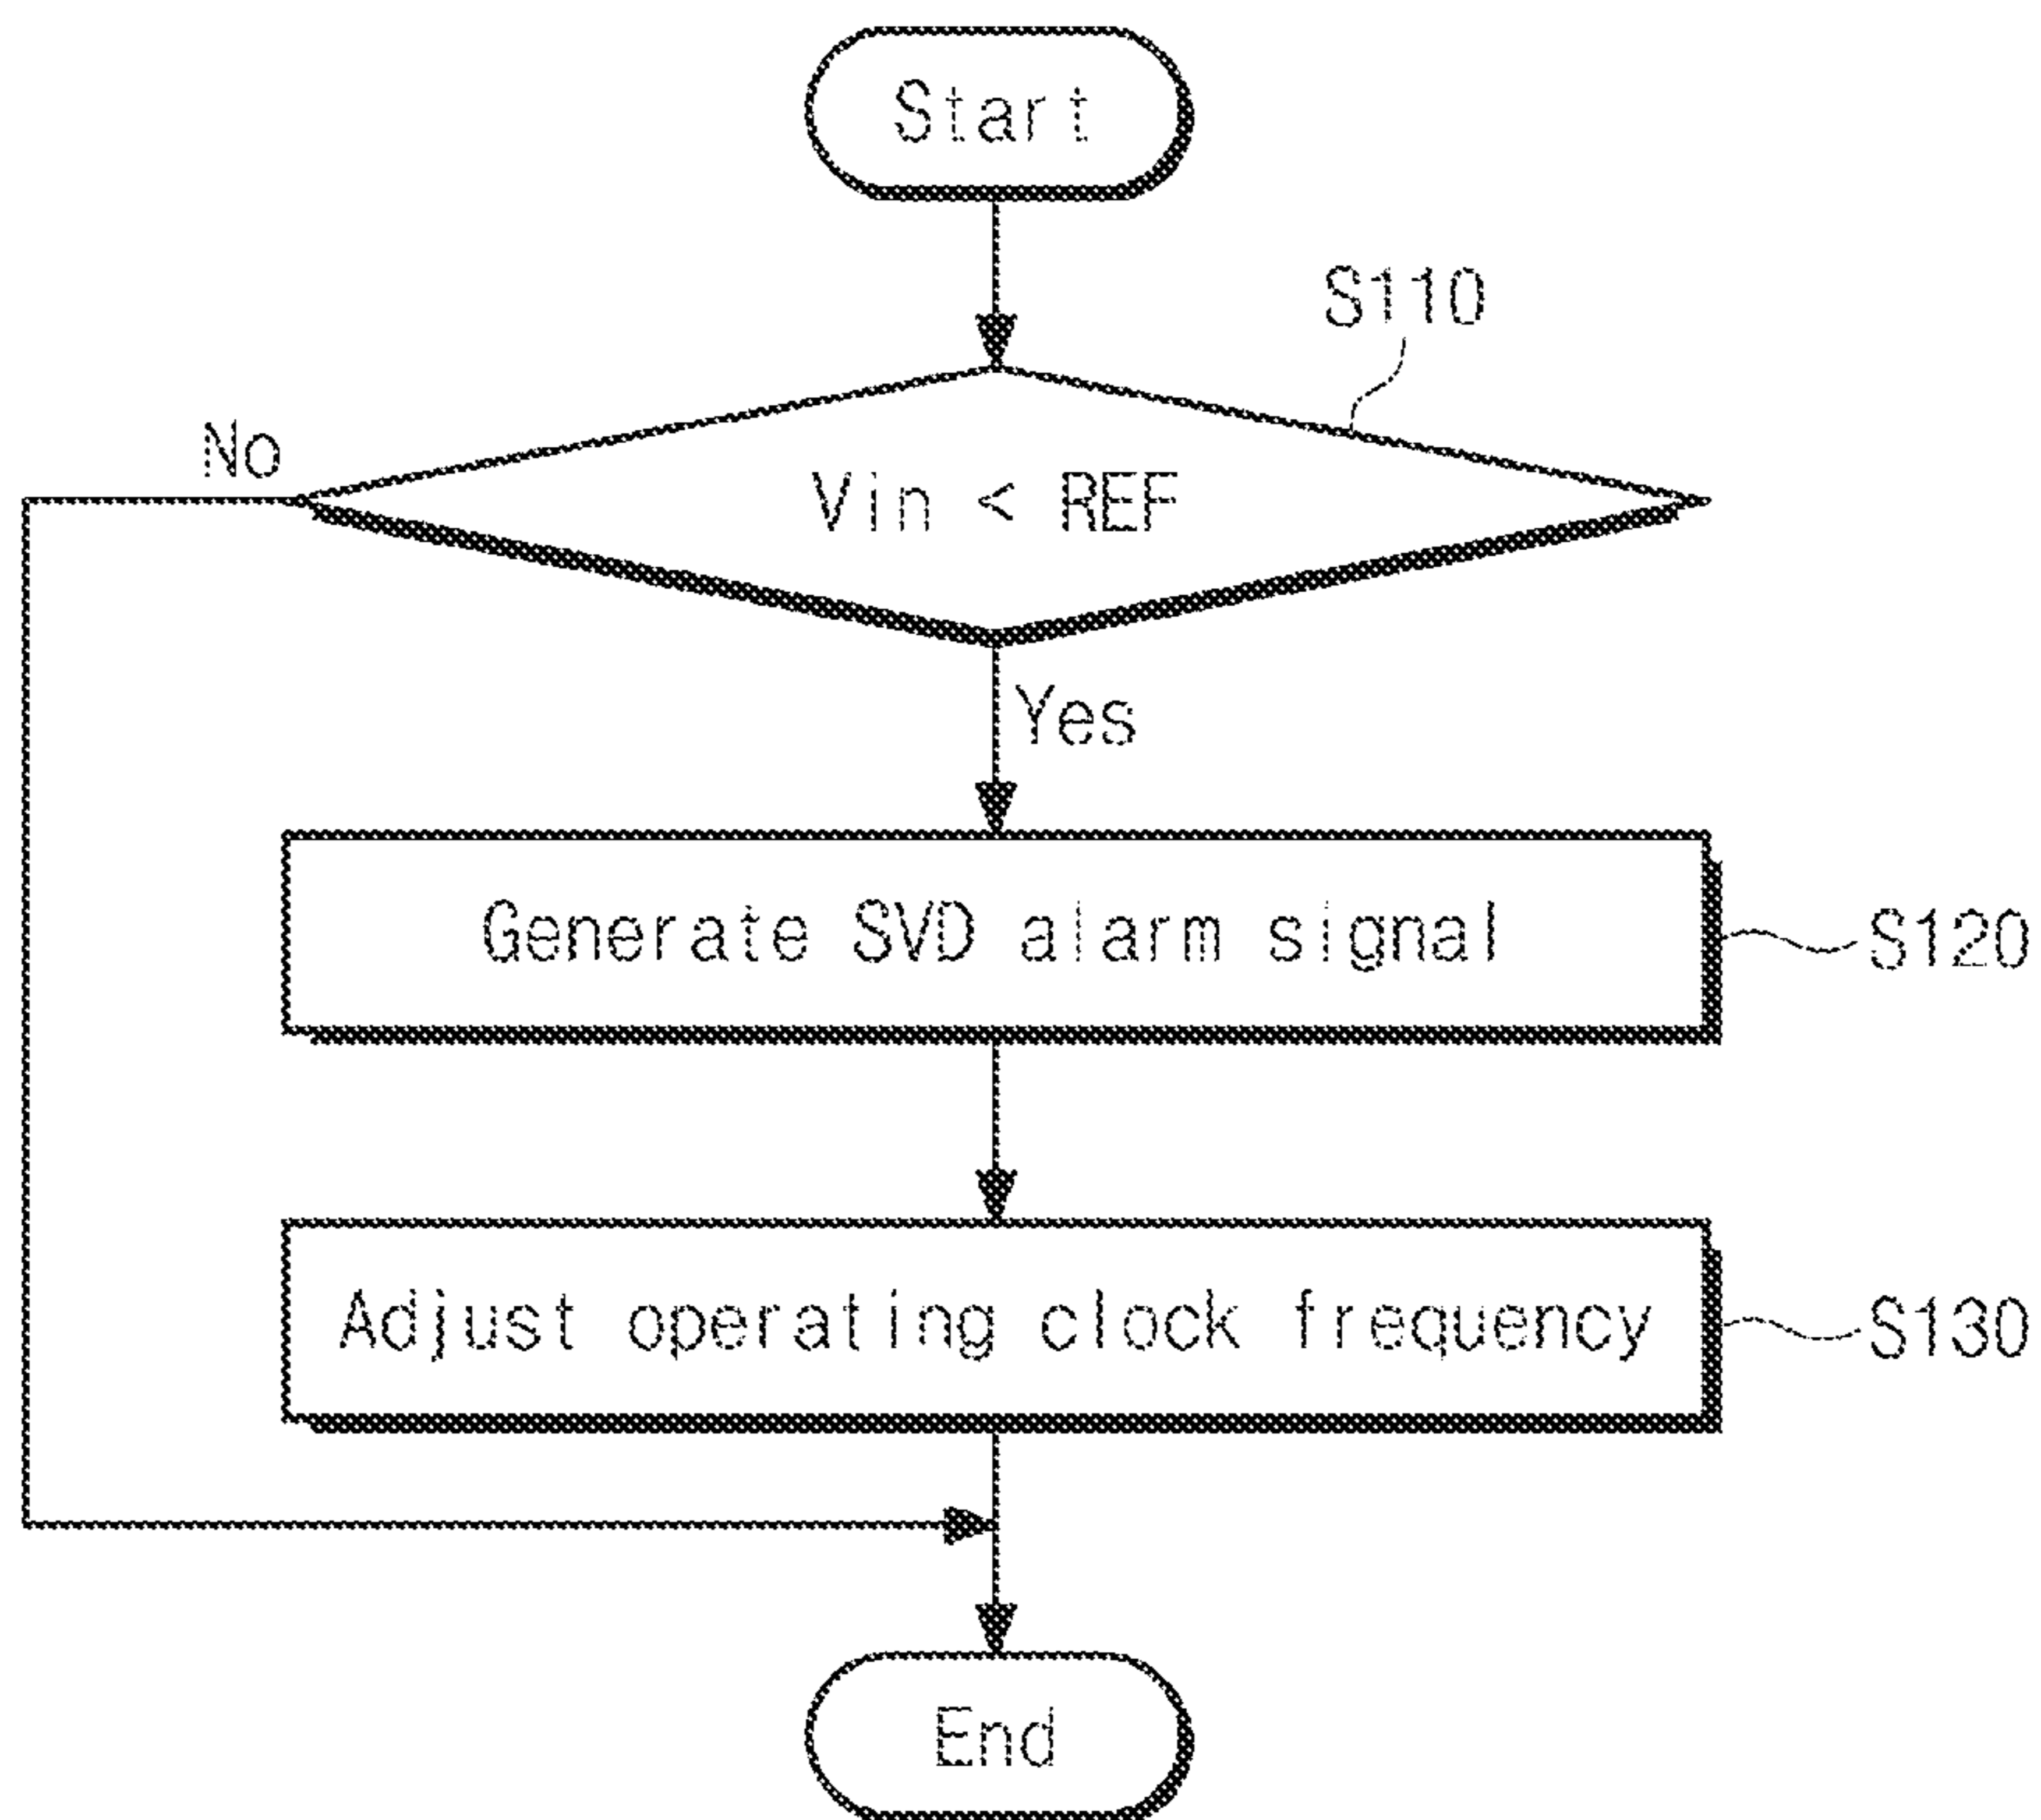 Start
S110
No
Vin < REF
Yes
Generate SVD alarm signal
S120
Adjust operating clock frequency
S130
End